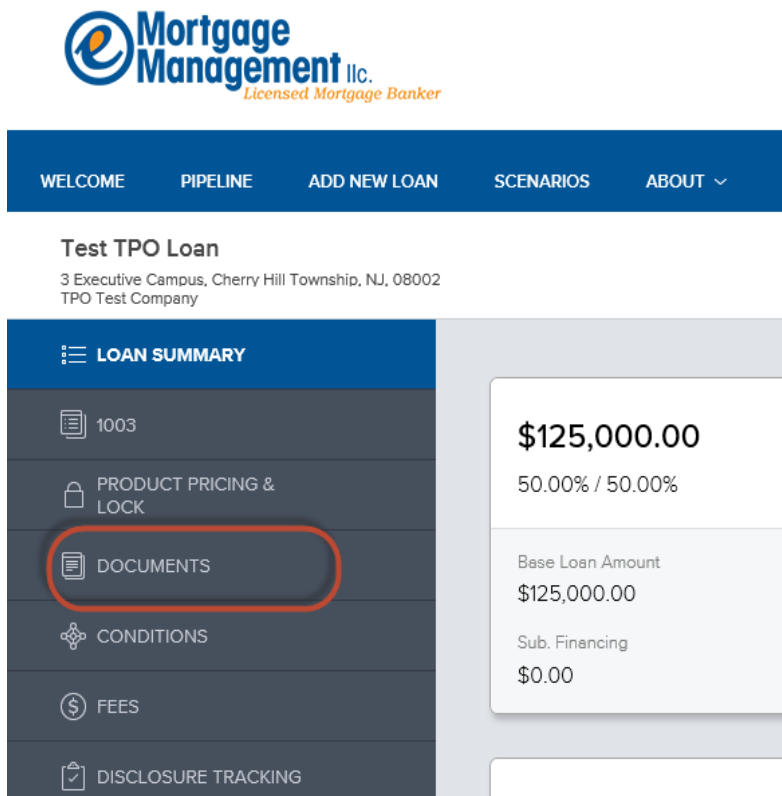 Mortgage
Management llc.
Licensed Mortgage Banker
WELCOME PIPELINE ADD NEW LOAN SCENARIOS ABOUT
Test TPO Loan
3 Executive Campus, Cherry Hill Township, NJ, 08002
TPO Test Company
LOAN SUMMARY
1003
PRODUCT PRICING &
LOCK
DOCUMENTS
CONDITIONS
FEES
DISCLOSURE TRACKING
$125,000.00
50.00% / 50.00%
Base Loan Amount
$125,000.00
Sub. Financing
$0.00